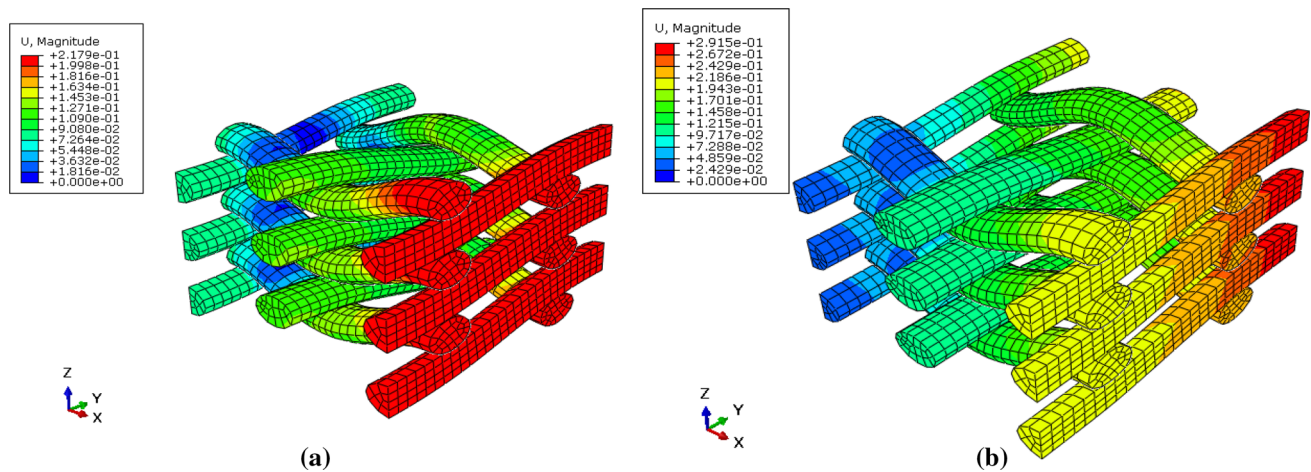 U, Magnitude
+2.179e-01
+1.998e-01
+1.816e-01
+1.634e-01
+1.453e-01
+1.271e-01
+1.090e-01
+9.080e-02
+7.264e-02
+5.448e-02
+3.632e-02
+1.816e-02
+0.000e+00
Z
Y
X
(a)
U, Magnitude
+2.915e-01
+2.672e-01
+2.429e-01
+2.186e-01
+1.943e-01
+1.701e-01
+1.458e-01
+1.215e-01
+9.717e-02
+7.288e-02
+4.859e-02
+2.429e-02
+0.000e+00
Z
Y
X
(b)